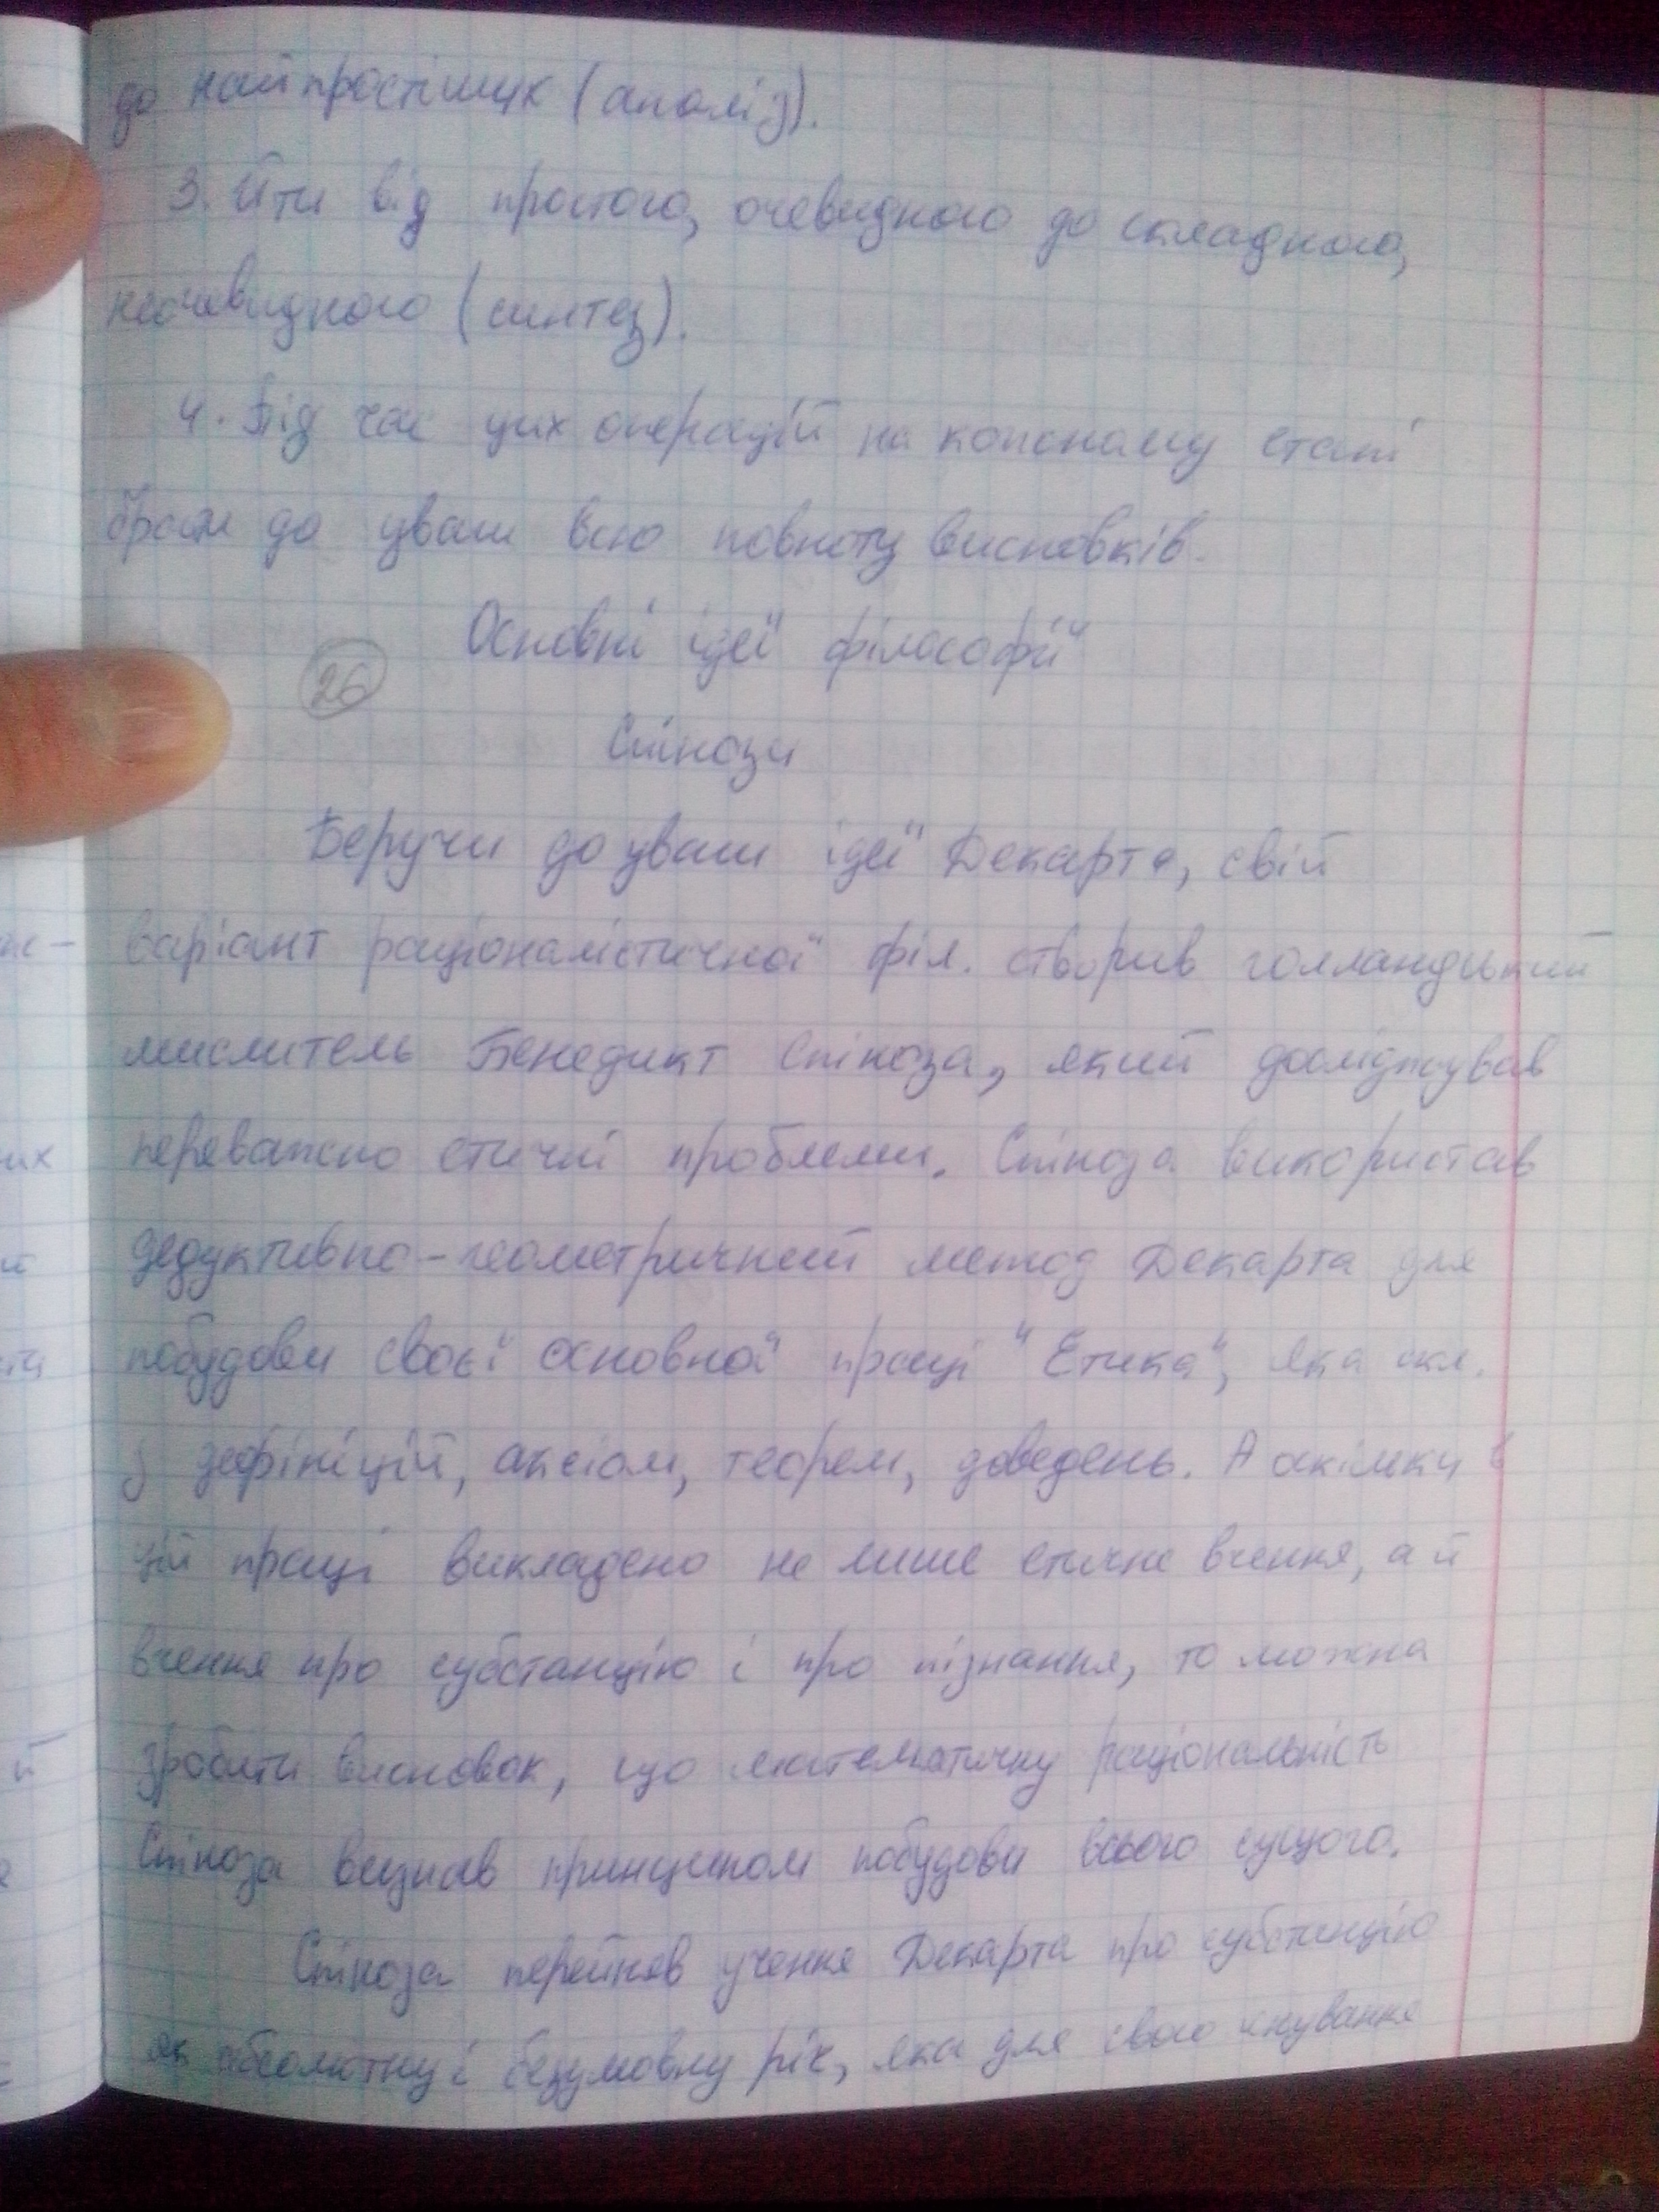 до найпростіших (аналіз).
3. Йти від простого, очевидного до складного,
неочевидного (синтез).
4. Під час цих операцій на кожному етапі
брати до уваги всю повноту висновків.
Основні ідеї філософії
26
Спінози
Беручи до уваги ідеї Декарта, свій
варіант раціоналістичної філ. створив голландський
мислитель Бенедикт Спіноза, який досліджував
переважно етичні проблеми. Спіноза використав
дедуктивно-геометричний метод Декарта для
побудови своєї основної праці "Етика", яка скл.
з дефініцій, аксіом, теорем, доведень. А оскільки в
цій праці викладено не лише етичне вчення, а й
вчення про субстанцію і про пізнання, то можна
зробити висновок, що математичну раціональність
Спіноза визнав принципом побудови всього сущого.
Спіноза перейняв учення Декарта про субстанцію
як абсолютну і безумовну річ, яка для свого існування